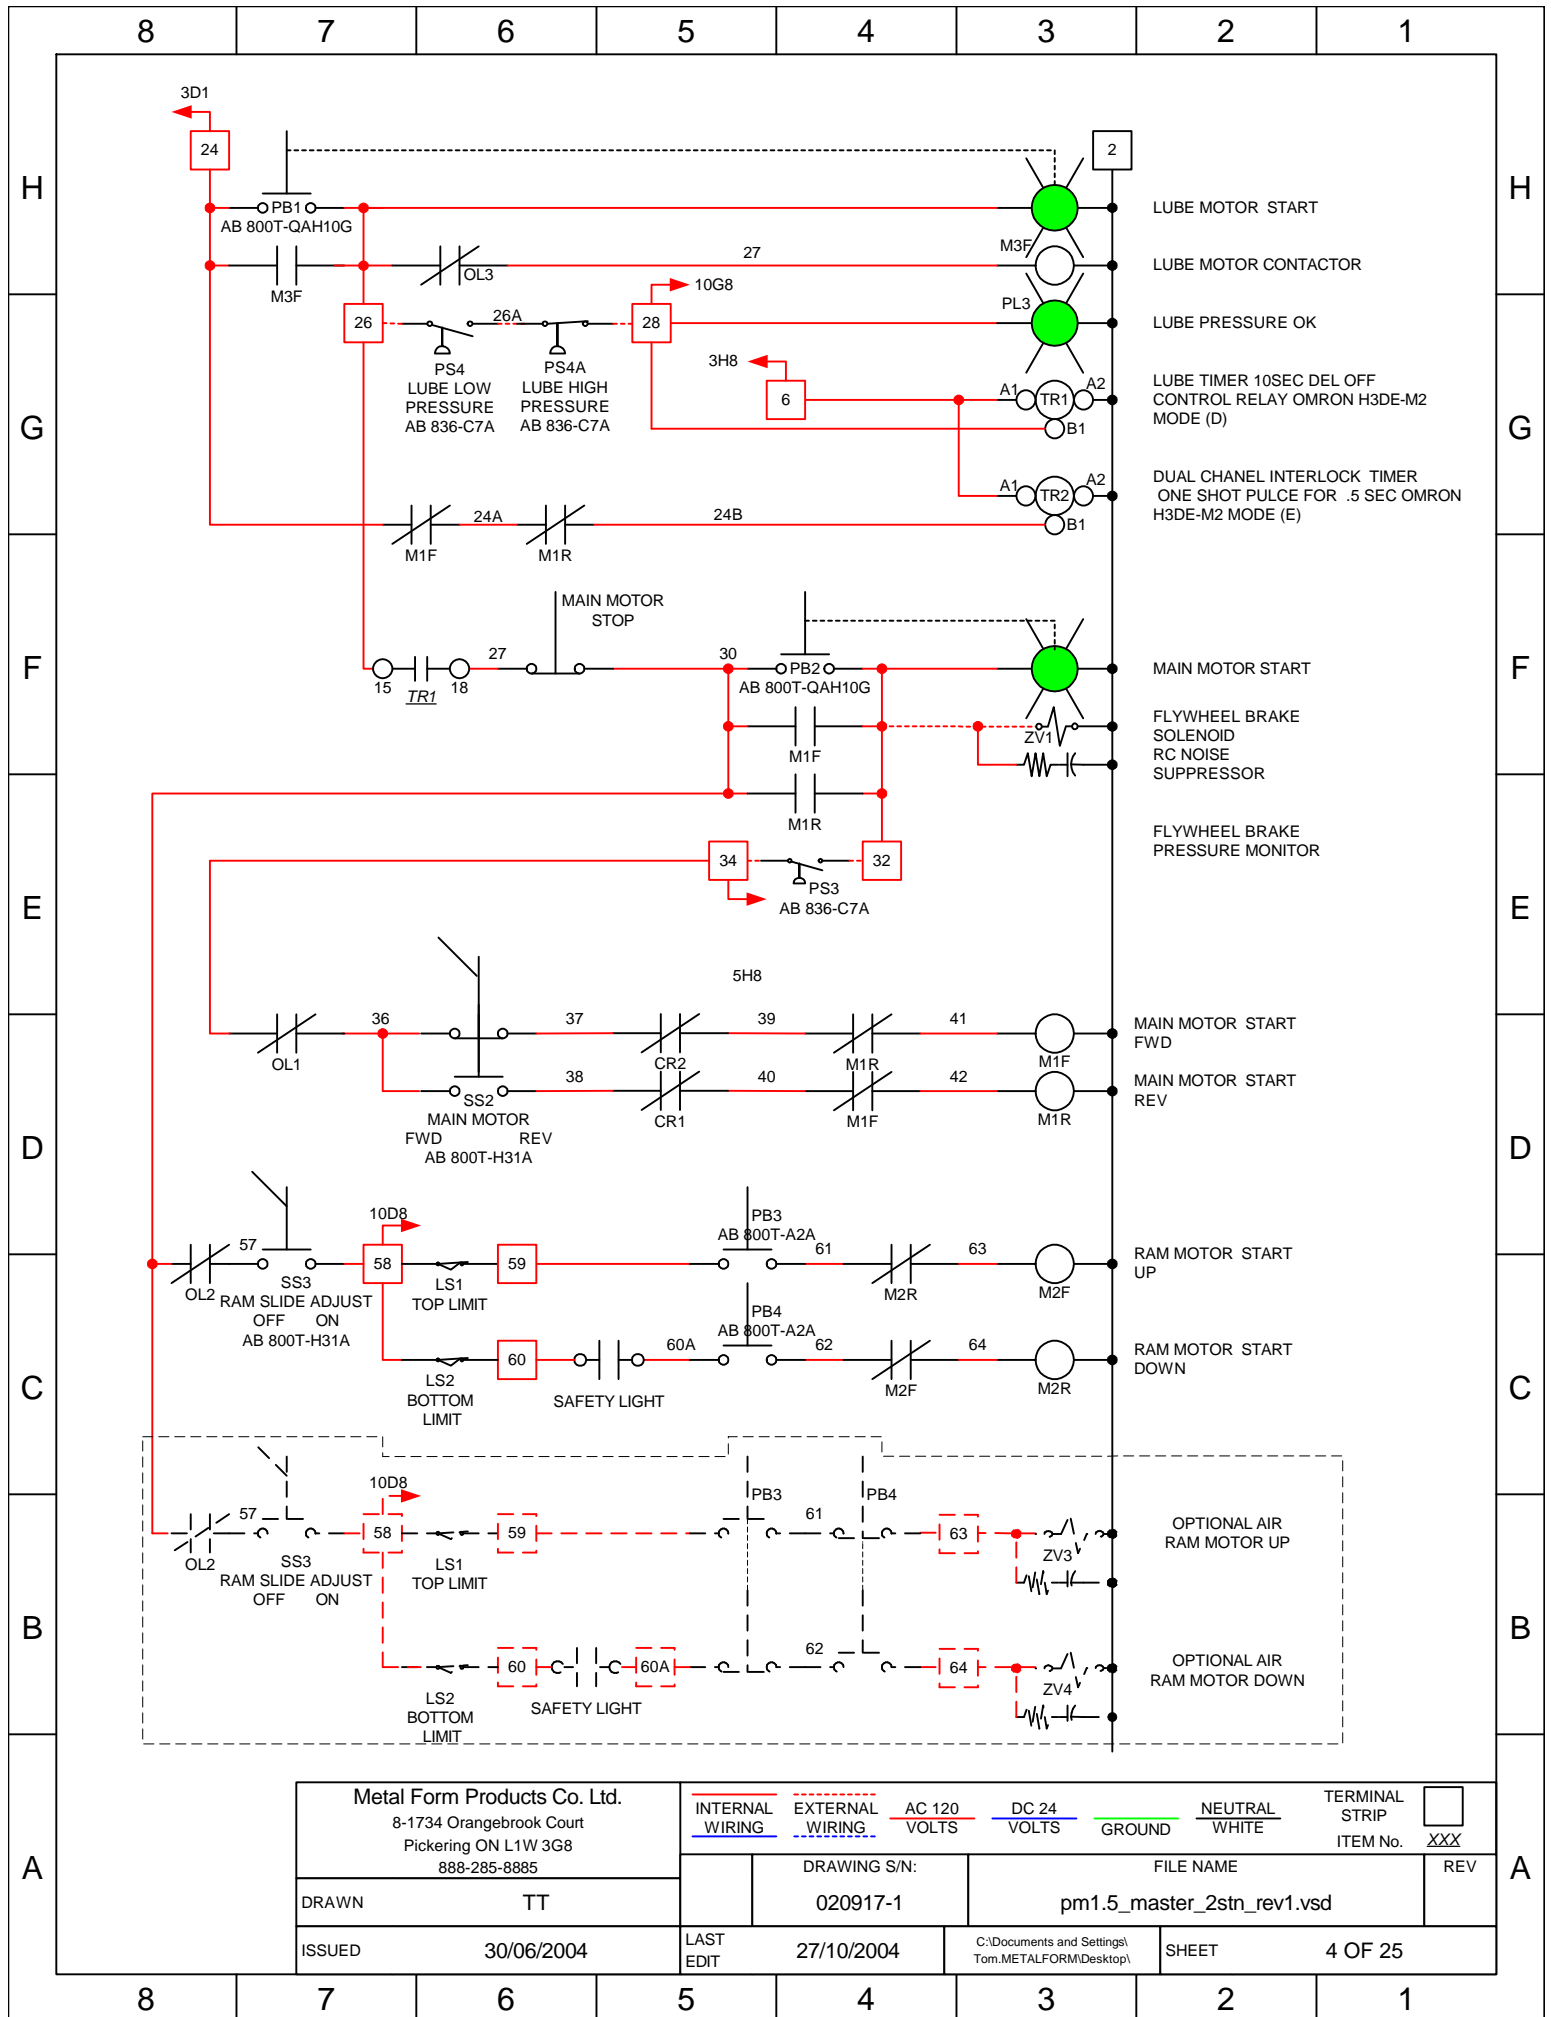 8 7 6 5 4 3 2 1
3D1
24
2
H
H
PB1
AB 800T-QAH10G
LUBE MOTOR START
M3F
27
OL3
M3F
LUBE MOTOR CONTACTOR
10G8
26
26A
28
PL3
LUBE PRESSURE OK
PS4
LUBE LOW
PRESSURE
AB 836-C7A
PS4A
LUBE HIGH
PRESSURE
AB 836-C7A
3H8
6
A1
TR1
A2
B1
LUBE TIMER 10SEC DEL OFF
CONTROL RELAY OMRON H3DE-M2
MODE (D)
G
G
A1
TR2
A2
B1
DUAL CHANEL INTERLOCK TIMER
ONE SHOT PULCE FOR .5 SEC OMRON
H3DE-M2 MODE (E)
24A
24B
M1F
M1R
MAIN MOTOR
STOP
F
F
15
TR1
18
27
30
PB2
AB 800T-QAH10G
MAIN MOTOR START
M1F
ZV1
FLYWHEEL BRAKE
SOLENOID
RC NOISE
SUPPRESSOR
M1R
FLYWHEEL BRAKE
PRESSURE MONITOR
34
32
PS3
AB 836-C7A
E
E
5H8
OL1
36
37
CR2
39
M1R
41
M1F
MAIN MOTOR START
FWD
SS2
MAIN MOTOR
FWD REV
AB 800T-H31A
38
CR1
40
M1F
42
M1R
MAIN MOTOR START
REV
D
D
10D8
PB3
AB 800T-A2A
OL2
57
SS3
RAM SLIDE ADJUST
OFF ON
AB 800T-H31A
58
LS1
TOP LIMIT
59
61
M2R
63
M2F
RAM MOTOR START
UP
PB4
AB 800T-A2A
LS2
BOTTOM
LIMIT
60
SAFETY LIGHT
60A
62
M2F
64
M2R
RAM MOTOR START
DOWN
C
C
10D8
PB3
PB4
OL2
57
SS3
RAM SLIDE ADJUST
OFF ON
58
LS1
TOP LIMIT
59
61
63
ZV3
OPTIONAL AIR
RAM MOTOR UP
B
B
LS2
BOTTOM
LIMIT
60
SAFETY LIGHT
60A
62
64
ZV4
OPTIONAL AIR
RAM MOTOR DOWN
A
A
Metal Form Products Co. Ltd.
8-1734 Orangebrook Court
Pickering ON L1W 3G8
888-285-8885
INTERNAL
WIRING
EXTERNAL
WIRING
AC 120
VOLTS
DC 24
VOLTS
GROUND
NEUTRAL
WHITE
TERMINAL
STRIP
ITEM No. XXX
DRAWN TT
DRAWING S/N:
020917-1
FILE NAME
pm1.5_master_2stn_rev1.vsd
REV
ISSUED 30/06/2004
LAST
EDIT
27/10/2004
C:\Documents and Settings\
Tom.METALFORM\Desktop\
SHEET 4 OF 25
8 7 6 5 4 3 2 1